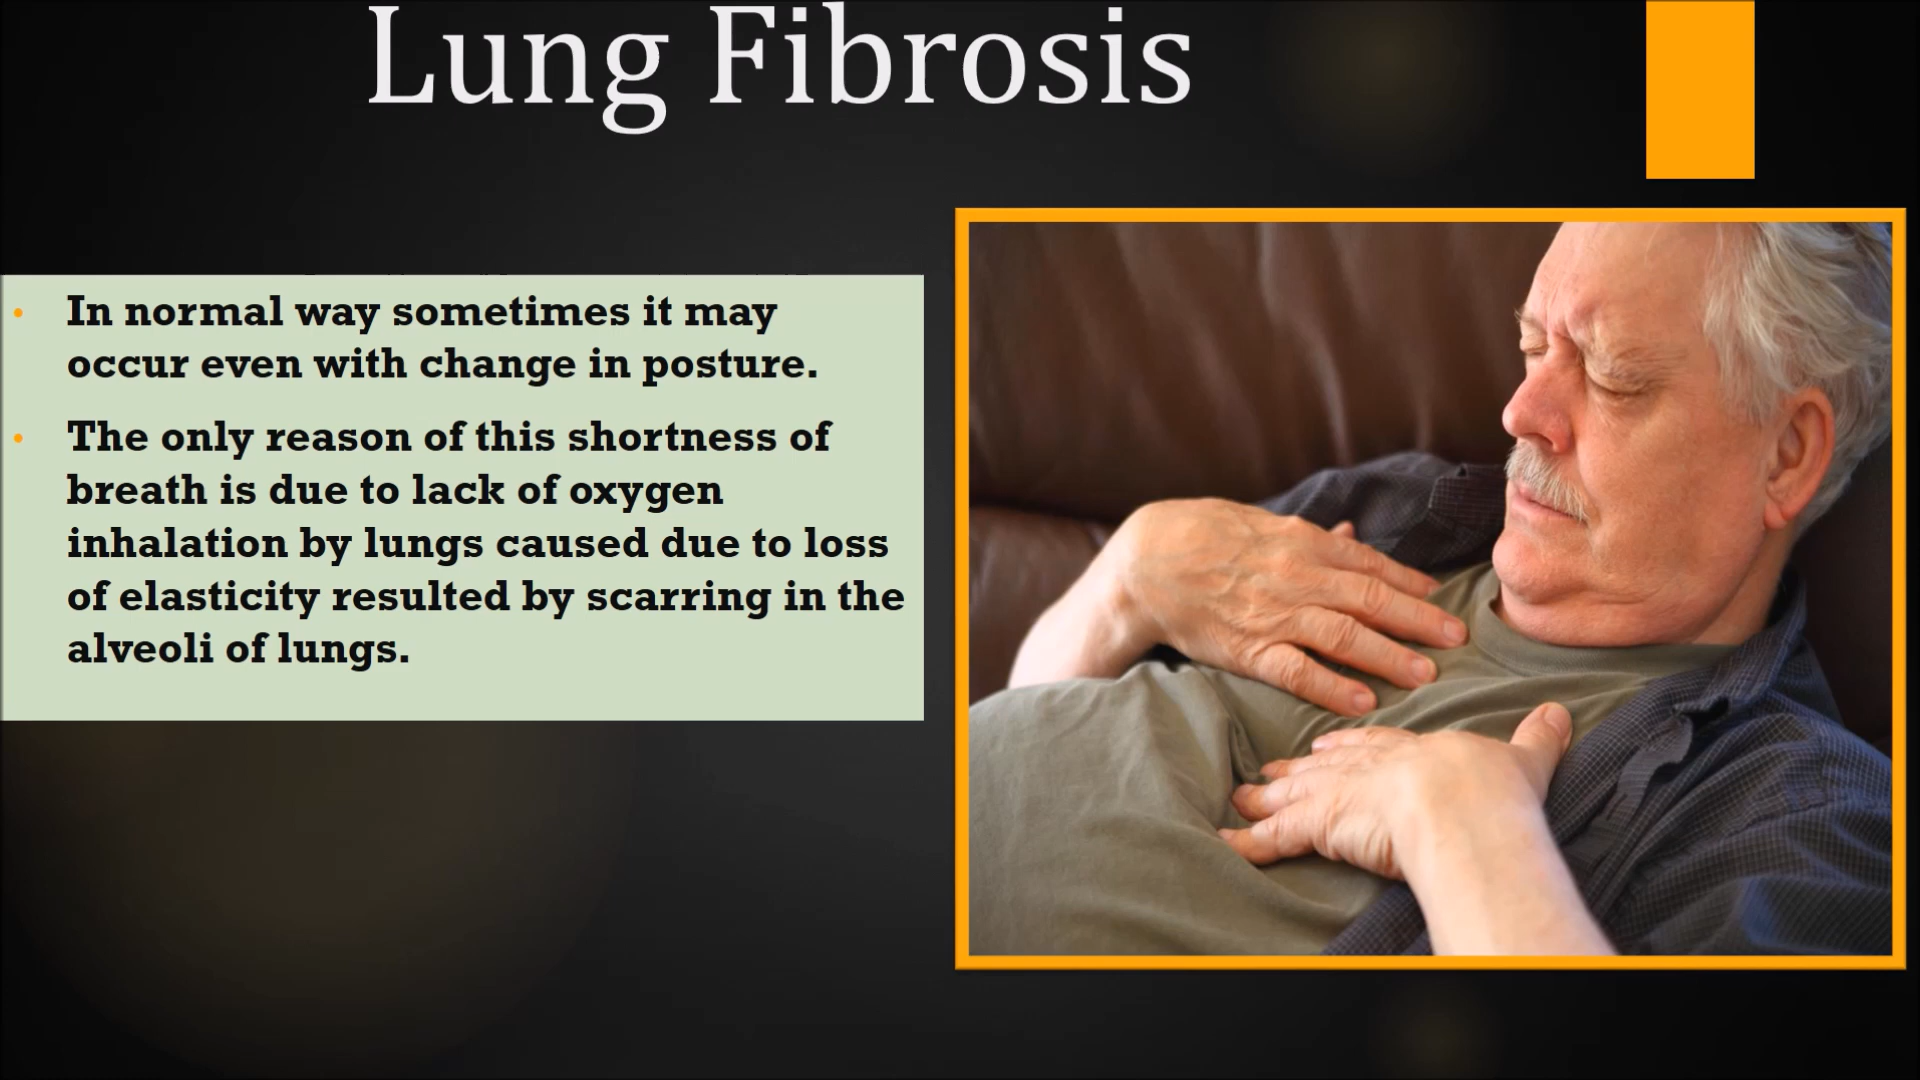 Lung Fibrosis
• In normal way sometimes it may
occur even with change in posture.
• The only reason of this shortness of
breath is due to lack of oxygen
inhalation by lungs caused due to loss
of elasticity resulted by scarring in the
alveoli of lungs.